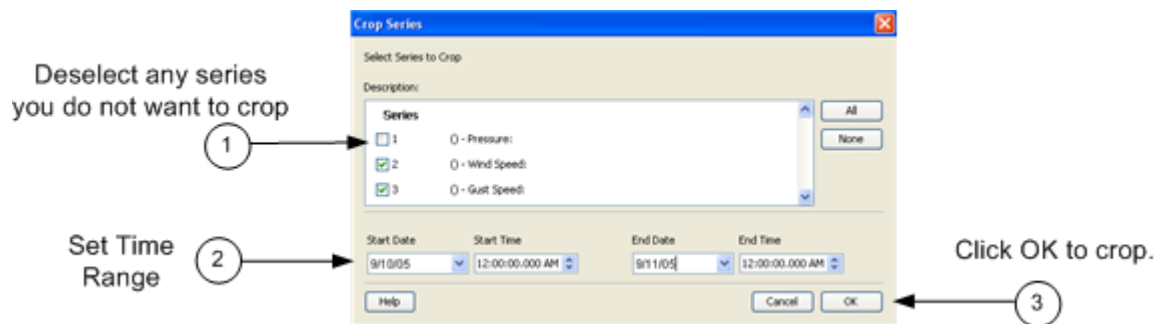 Crop Series
Select Series to Crop
Deselect any series
you do not want to crop
1
Description:
Series
1 () - Pressure:
2 () - Wind Speed:
3 () - Gust Speed:
All
None
Set Time
Range
2
Start Date Start Time End Date End Time
9/10/05 12:00:00.000 AM 9/11/05 12:00:00.000 AM
Help Cancel OK
Click OK to crop.
3